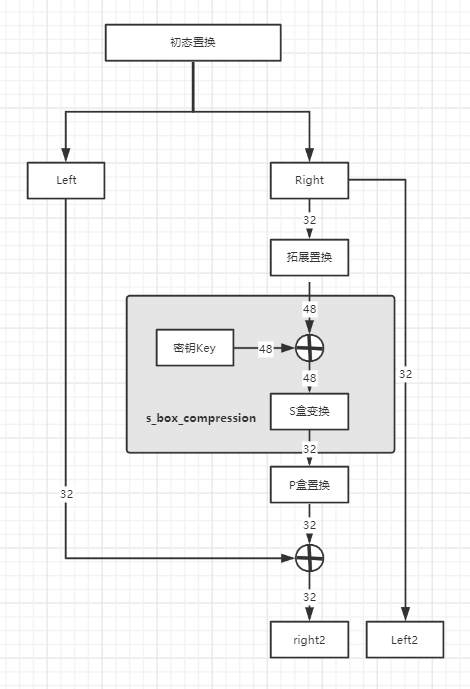 初态置换
Left
Right
32
拓展置换
48
密钥Key
48
48
32
S盒变换
s_box_compression
32
P盒置换
32
32
32
right2
Left2